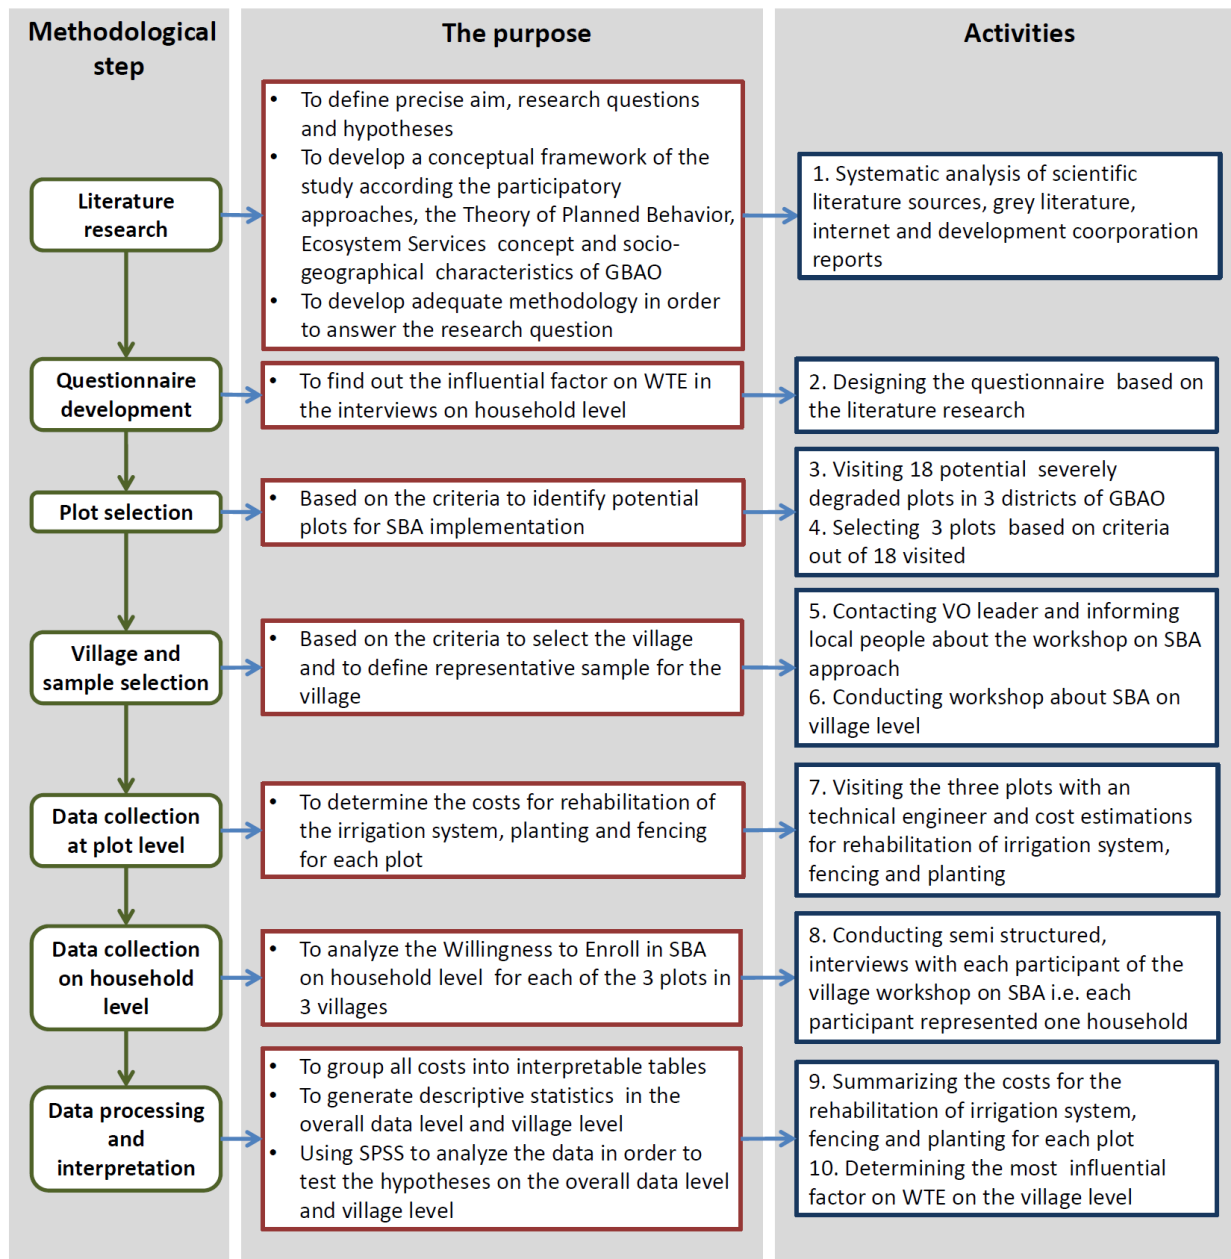 Methodological
step
The purpose
Activities
Literature
research
• To define precise aim, research questions
and hypotheses
• To develop a conceptual framework of the
study according the participatory
approaches, the Theory of Planned Behavior,
Ecosystem Services concept and socio-
geographical characteristics of GBAO
• To develop adequate methodology in order
to answer the research question
1. Systematic analysis of scientific
literature sources, grey literature,
internet and development coorporation
reports
Questionnaire
development
• To find out the influential factor on WTE in
the interviews on household level
2. Designing the questionnaire based on
the literature research
Plot selection
• Based on the criteria to identify potential
plots for SBA implementation
3. Visiting 18 potential severely
degraded plots in 3 districts of GBAO
4. Selecting 3 plots based on criteria
out of 18 visited
Village and
sample selection
• Based on the criteria to select the village
and to define representative sample for the
village
5. Contacting VO leader and informing
local people about the workshop on SBA
approach
6. Conducting workshop about SBA on
village level
Data collection
at plot level
• To determine the costs for rehabilitation of
the irrigation system, planting and fencing
for each plot
7. Visiting the three plots with an
technical engineer and cost estimations
for rehabilitation of irrigation system,
fencing and planting
Data collection
on household
level
• To analyze the Willingness to Enroll in SBA
on household level for each of the 3 plots in
3 villages
8. Conducting semi structured,
interviews with each participant of the
village workshop on SBA i.e. each
participant represented one household
Data processing
and
interpretation
• To group all costs into interpretable tables
• To generate descriptive statistics in the
overall data level and village level
• Using SPSS to analyze the data in order to
test the hypotheses on the overall data level
and village level
9. Summarizing the costs for the
rehabilitation of irrigation system,
fencing and planting for each plot
10. Determining the most influential
factor on WTE on the village level